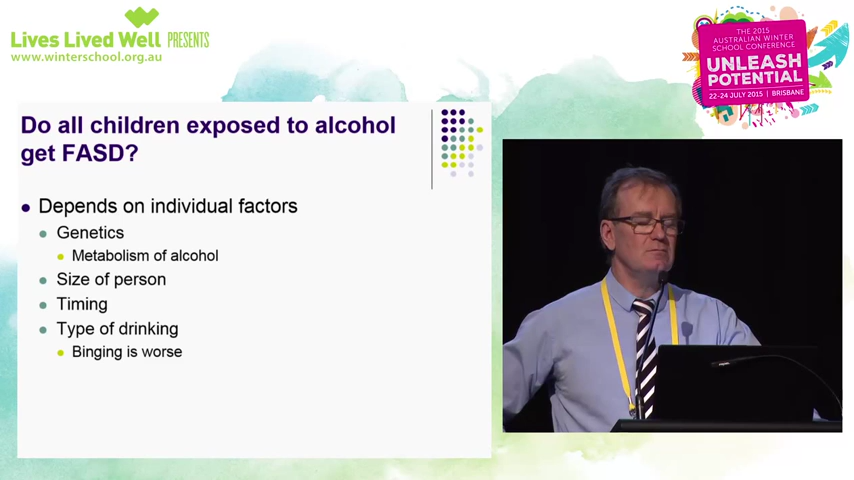 Lives Lived Well PRESENTS
www.winterschool.org.au
THE 2015
AUSTRALIAN WINTER
SCHOOL CONFERENCE
UNLEASH
POTENTIAL
22-24 JULY 2015 | BRISBANE
Do all children exposed to alcohol
get FASD?
Depends on individual factors
Genetics
Metabolism of alcohol
Size of person
Timing
Type of drinking
Binging is worse